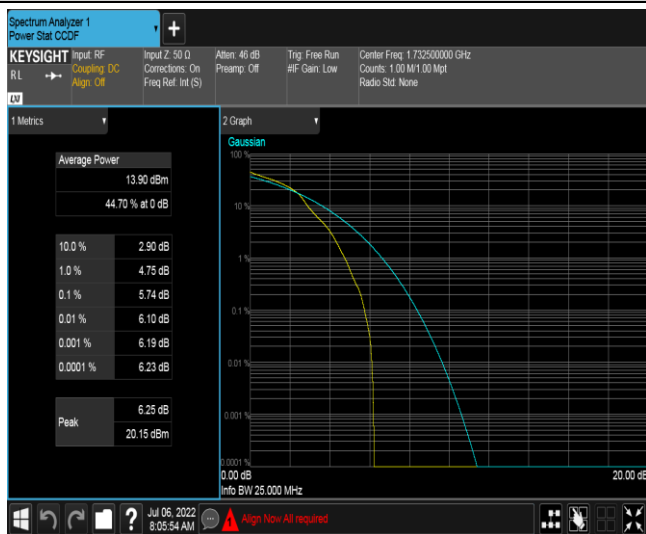 Spectrum Analyzer 1
Power Stat CCDF
+
KEYSIGHT
RL
Input: RF
Coupling: DC
Align: Off
Input Z: 50 Ω
Corrections: On
Freq Ref: Int (S)
Atten: 46 dB
Preamp: Off
Trig: Free Run
#IF Gain: Low
Center Freq: 1.732500000 GHz
Counts: 1.00 M/1.00 Mpt
Radio Std: None
1 Metrics
Average Power
13.90 dBm
44.70 % at 0 dB
10.0 % 2.90 dB
1.0 % 4.75 dB
0.1 % 5.74 dB
0.01 % 6.10 dB
0.001 % 6.19 dB
0.0001 % 6.23 dB
Peak
6.25 dB
20.15 dBm
2 Graph
Gaussian
100 %
10 %
1 %
0.1 %
0.01 %
0.001 %
0.0001 %
0.00 dB 20.00 dB
Info BW 25.000 MHz
?
Jul 06, 2022
8:05:54 AM
Align Now All required